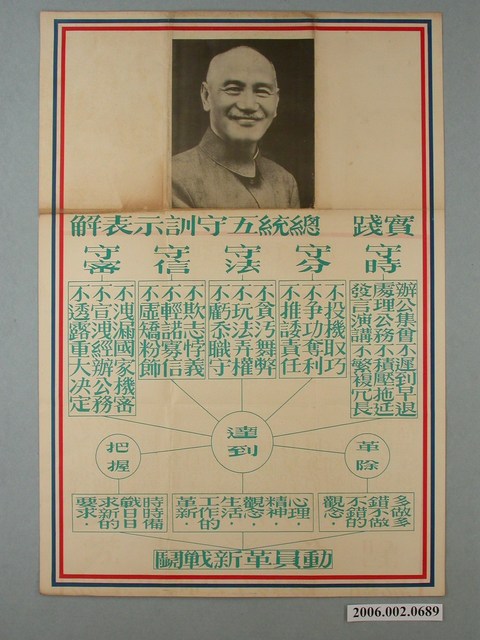 實踐 總統五守訓示表解
守時
守分
守法
守信
守密
辦公集會不遲到早退
處理公務不積壓拖延
發言演講不繁複冗長
不投機取巧
不爭功奪利
不推諉責任
不貪汚舞弊
不玩法弄權
不虧忝職守
不欺志悖義
不輕諾寡信
不虛矯粉飾
不洩漏國家機密
不宣洩經辦公務
不透露重大決定
達到
革除
把握
多做多
錯不做
不錯的
觀念.
心理.
精神.
觀念.
生活.
工作的
革新.
時時備
戰日日
求新的
要求.
動員革新戰鬪
2006.002.0689